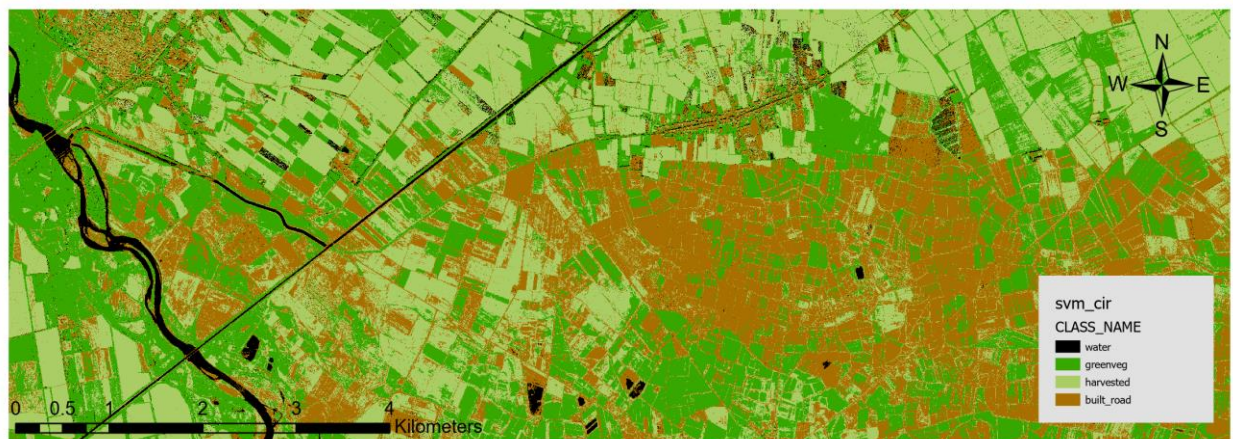 N
W E
S
svm_cir
CLASS_NAME
water
greenveg
harvested
built_road
0 0.5 1 2 3 4
Kilometers